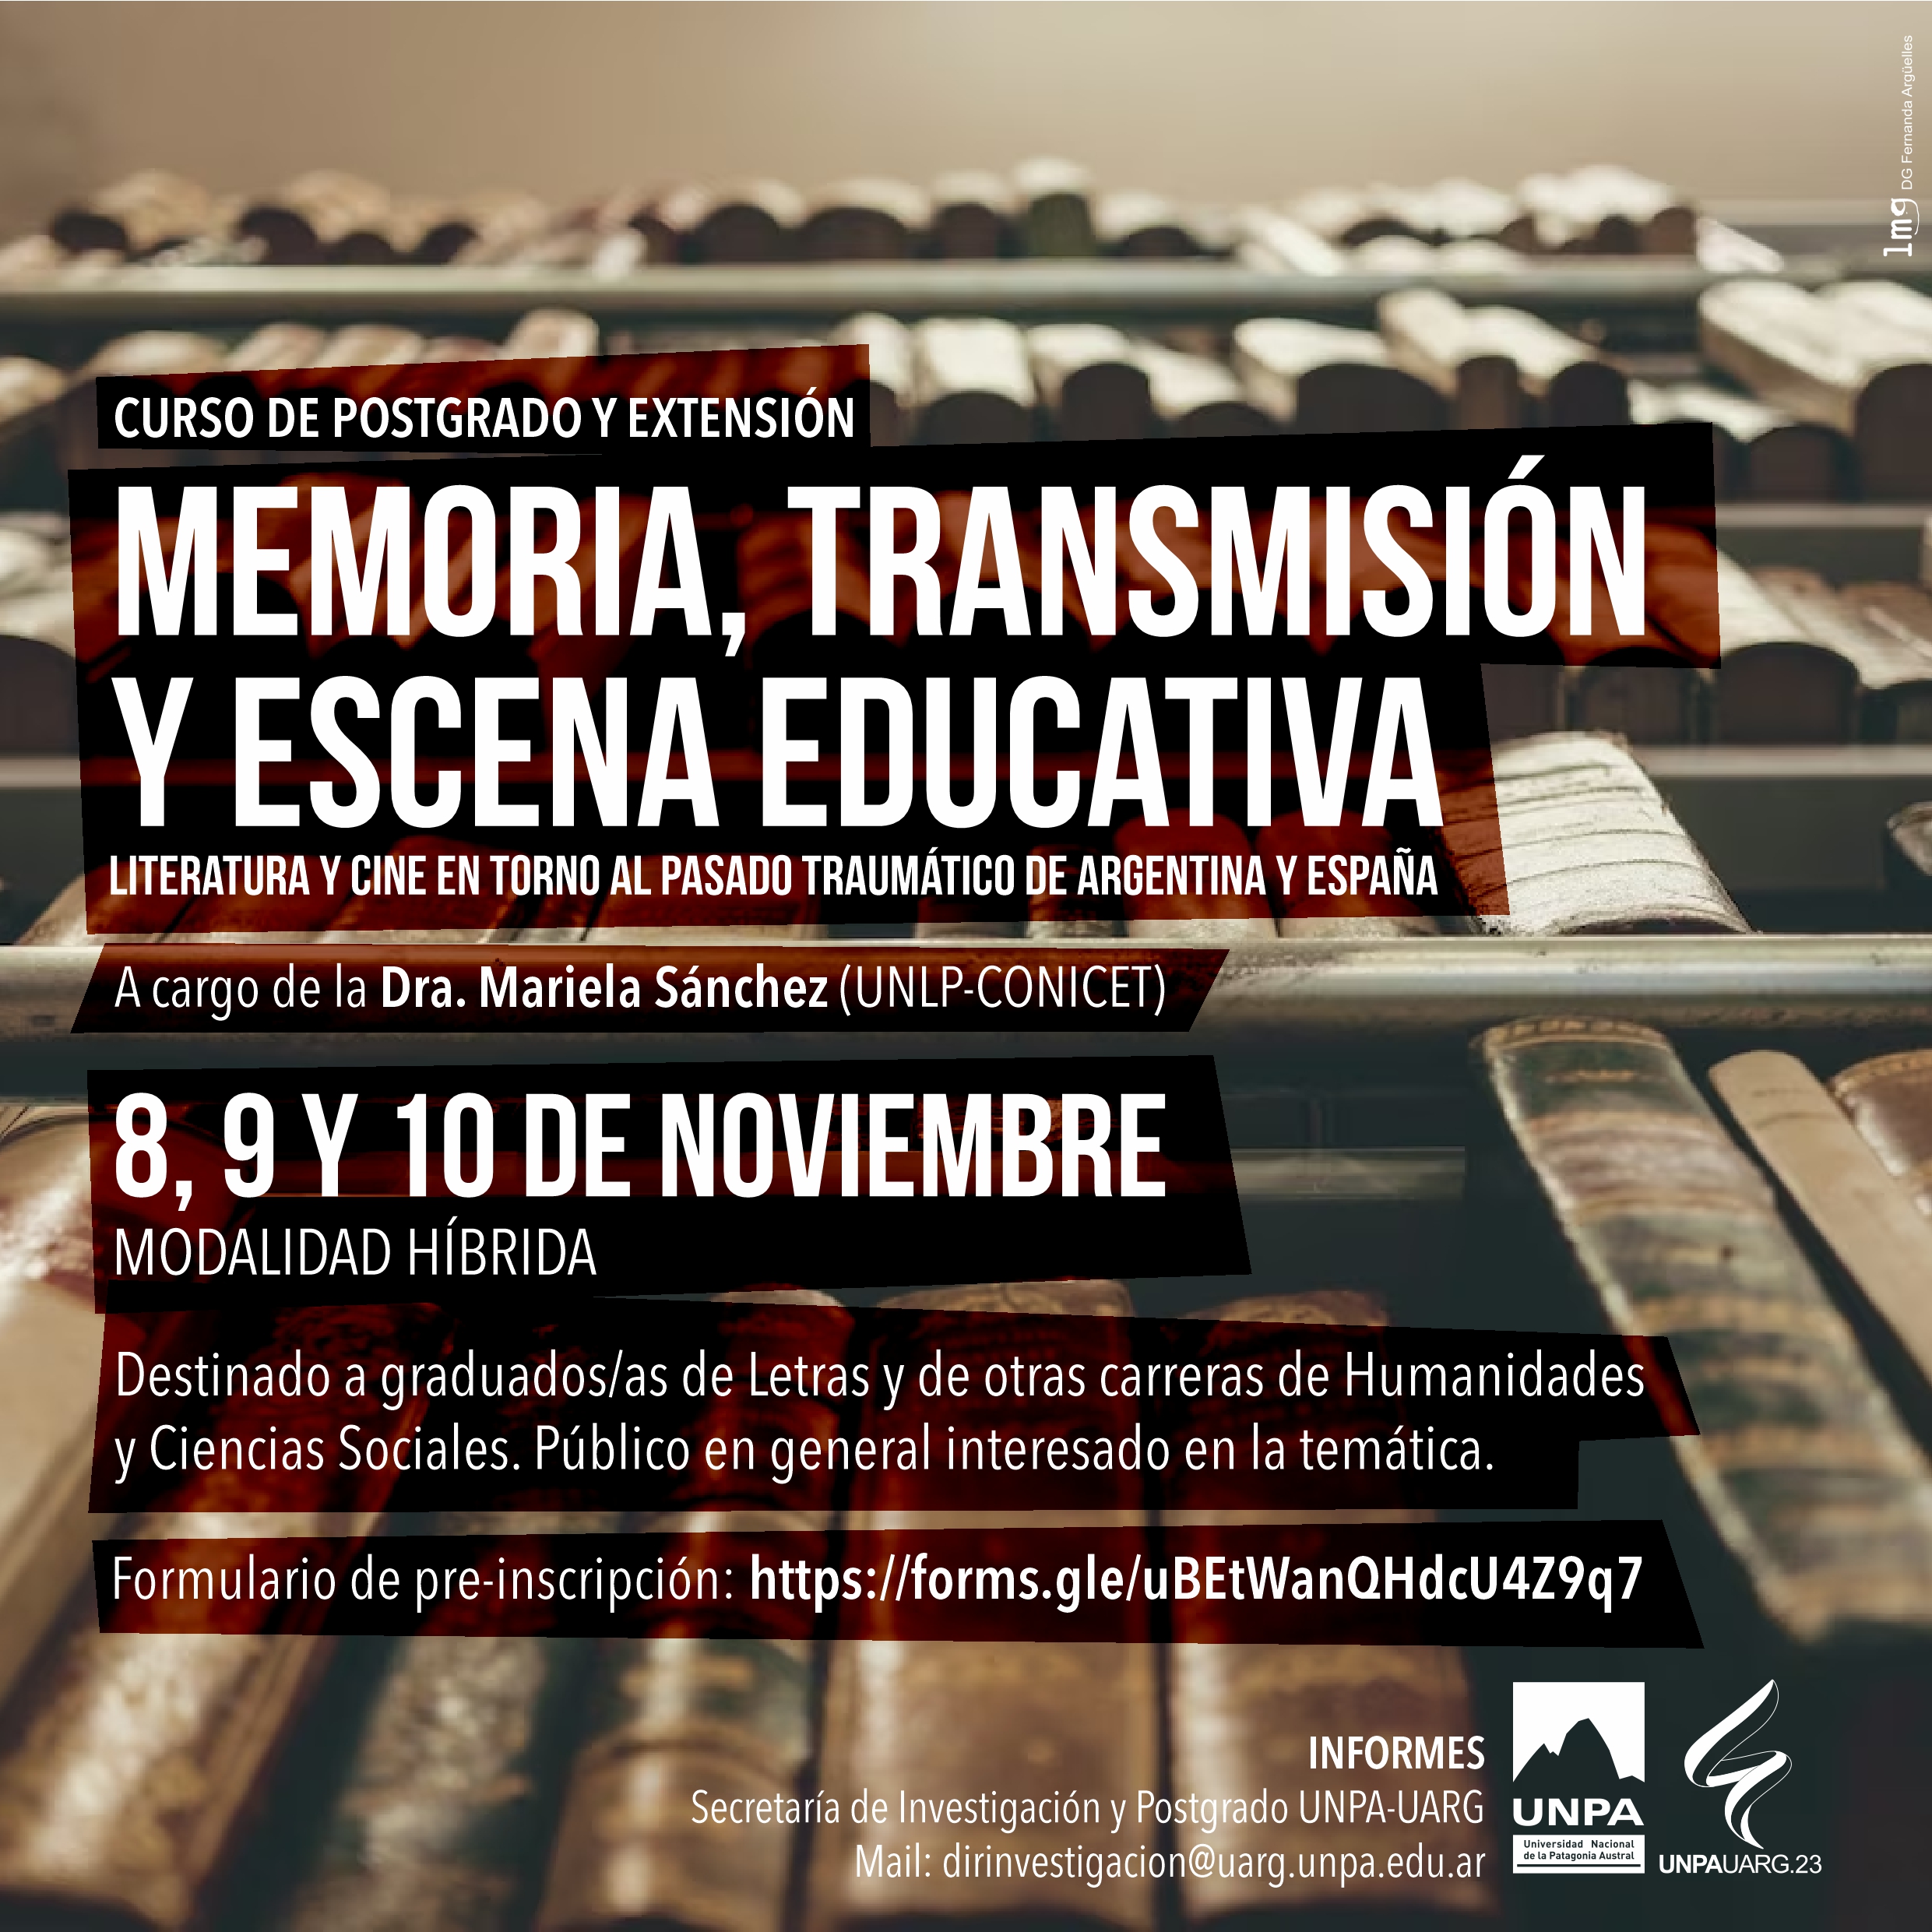 lmg DG Fernanda Argüelles
CURSO DE POSTGRADO Y EXTENSIÓN
MEMORIA, TRANSMISIÓN
Y ESCENA EDUCATIVA
LITERATURA Y CINE EN TORNO AL PASADO TRAUMÁTICO DE ARGENTINA Y ESPAÑA
A cargo de la Dra. Mariela Sánchez (UNLP-CONICET)
8, 9 Y 10 DE NOVIEMBRE
MODALIDAD HÍBRIDA
Destinado a graduados/as de Letras y de otras carreras de Humanidades
y Ciencias Sociales. Público en general interesado en la temática.
Formulario de pre-inscripción: https://forms.gle/uBEtWanQHdcU4Z9q7
INFORMES
Secretaría de Investigación y Postgrado UNPA-UARG
Mail: dirinvestigacion@uarg.unpa.edu.ar
UNPA
Universidad Nacional
de la Patagonia Austral
UNPAUARG.23